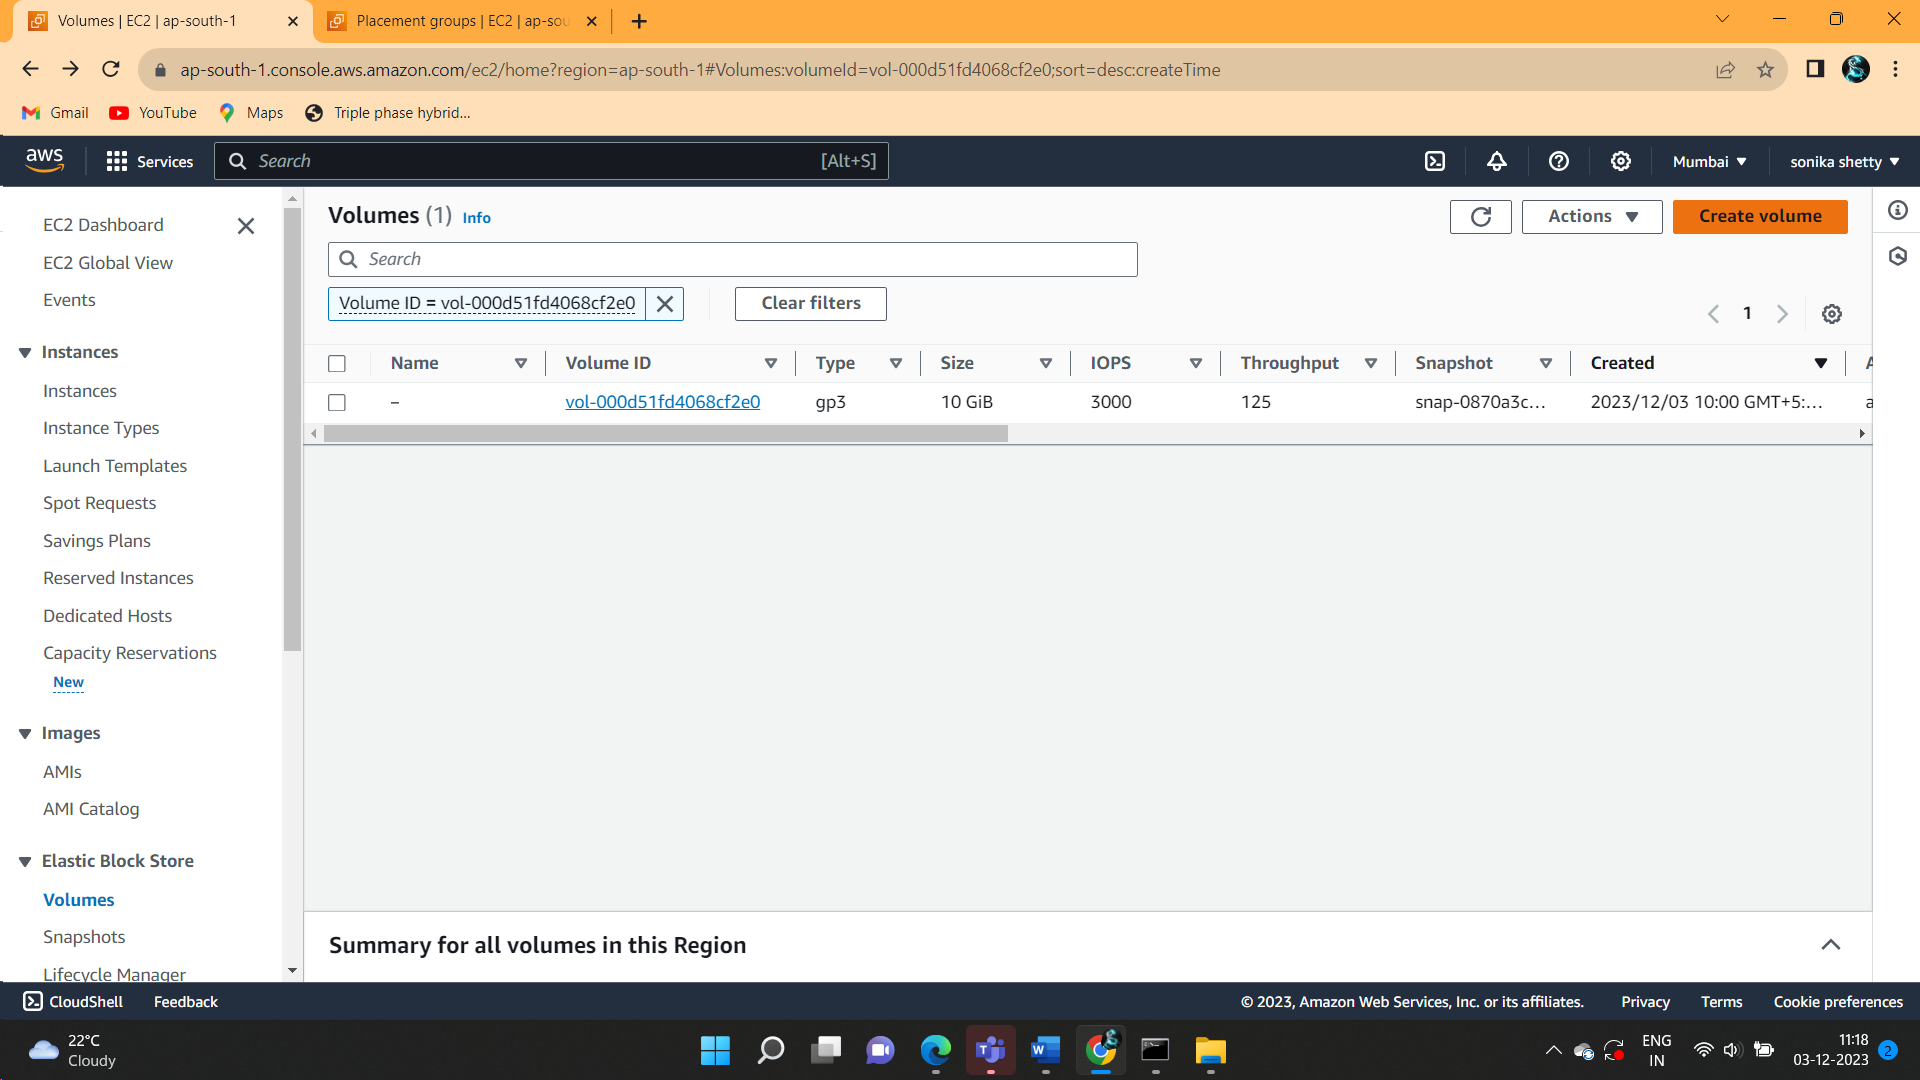 Volumes | EC2 | ap-south-1
Placement groups | EC2 | ap-sou
ap-south-1.console.aws.amazon.com/ec2/home?region=ap-south-1#Volumes:volumeId=vol-000d51fd4068cf2e0;sort=desc:createTime
Gmail YouTube Maps Triple phase hybrid...
aws Services Search [Alt+S] Mumbai sonika shetty
EC2 Dashboard
EC2 Global View
Events
Instances
Instances
Instance Types
Launch Templates
Spot Requests
Savings Plans
Reserved Instances
Dedicated Hosts
Capacity Reservations
New
Images
AMIs
AMI Catalog
Elastic Block Store
Volumes
Snapshots
Lifecycle Manager
Volumes (1) Info
Actions Create volume
Search
Volume ID = vol-000d51fd4068cf2e0 Clear filters
1
Name Volume ID Type Size IOPS Throughput Snapshot Created A
– vol-000d51fd4068cf2e0 gp3 10 GiB 3000 125 snap-0870a3c... 2023/12/03 10:00 GMT+5:... a
Summary for all volumes in this Region
CloudShell Feedback © 2023, Amazon Web Services, Inc. or its affiliates. Privacy Terms Cookie preferences
22°C
Cloudy
ENG
IN
11:18
03-12-2023
2